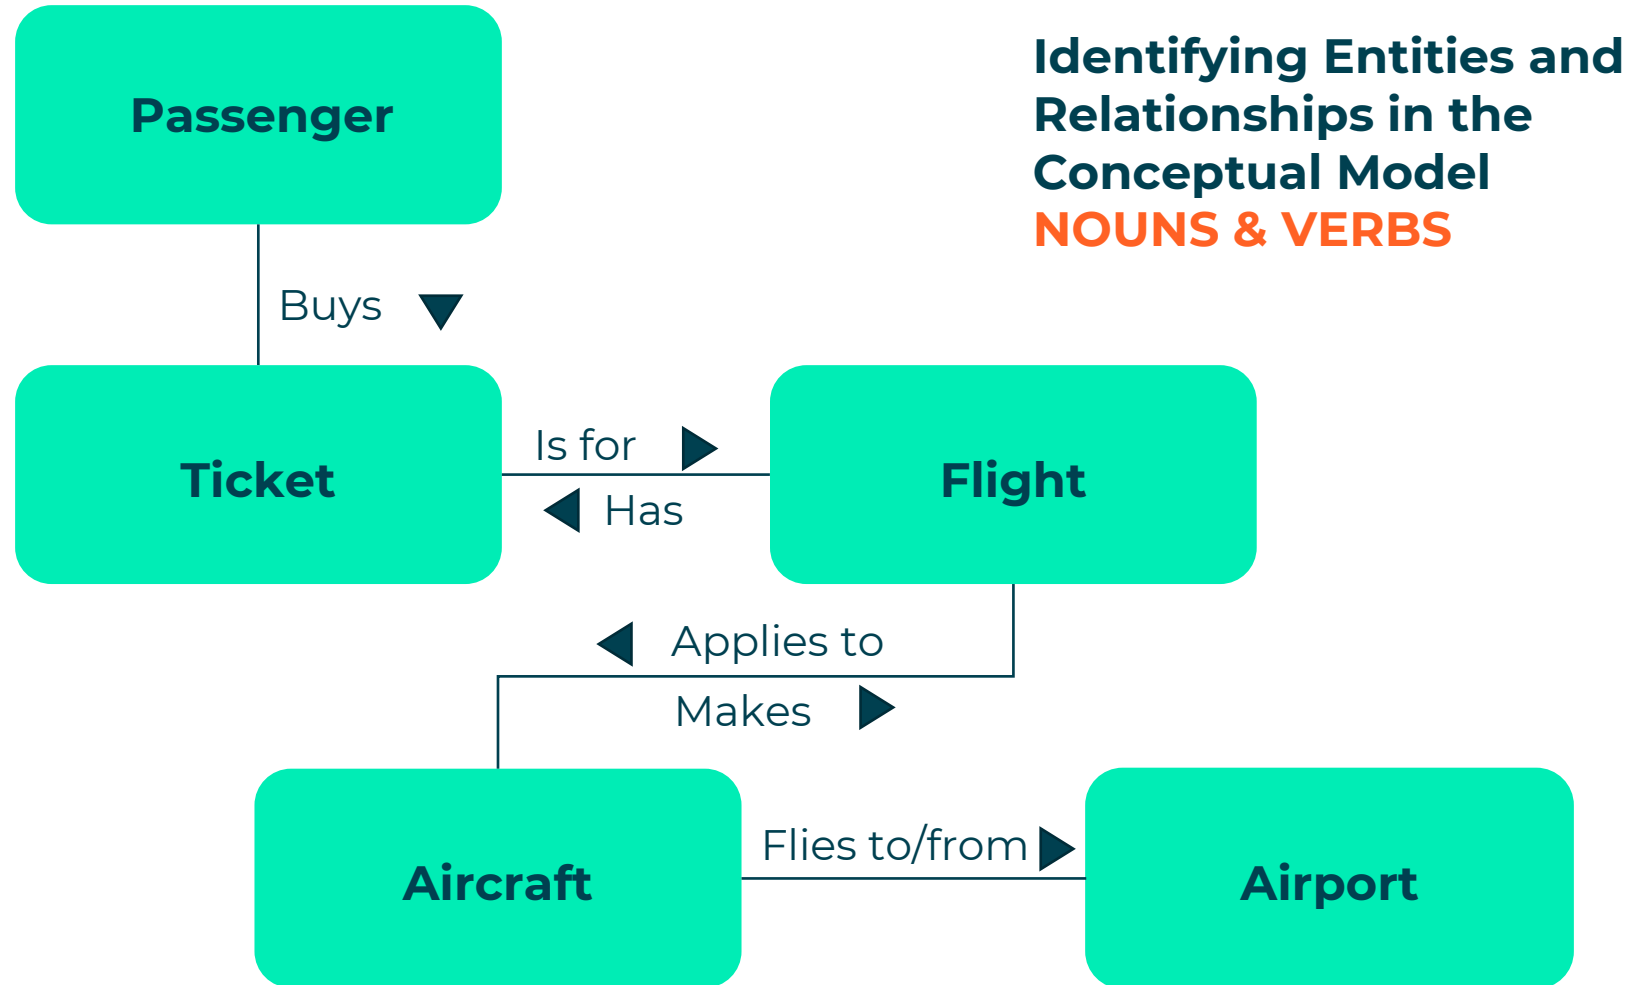 Passenger
Identifying Entities and
Relationships in the
Conceptual Model
NOUNS & VERBS
Buys
Ticket
Is for
Has
Flight
Applies to
Makes
Aircraft
Flies to/from
Airport